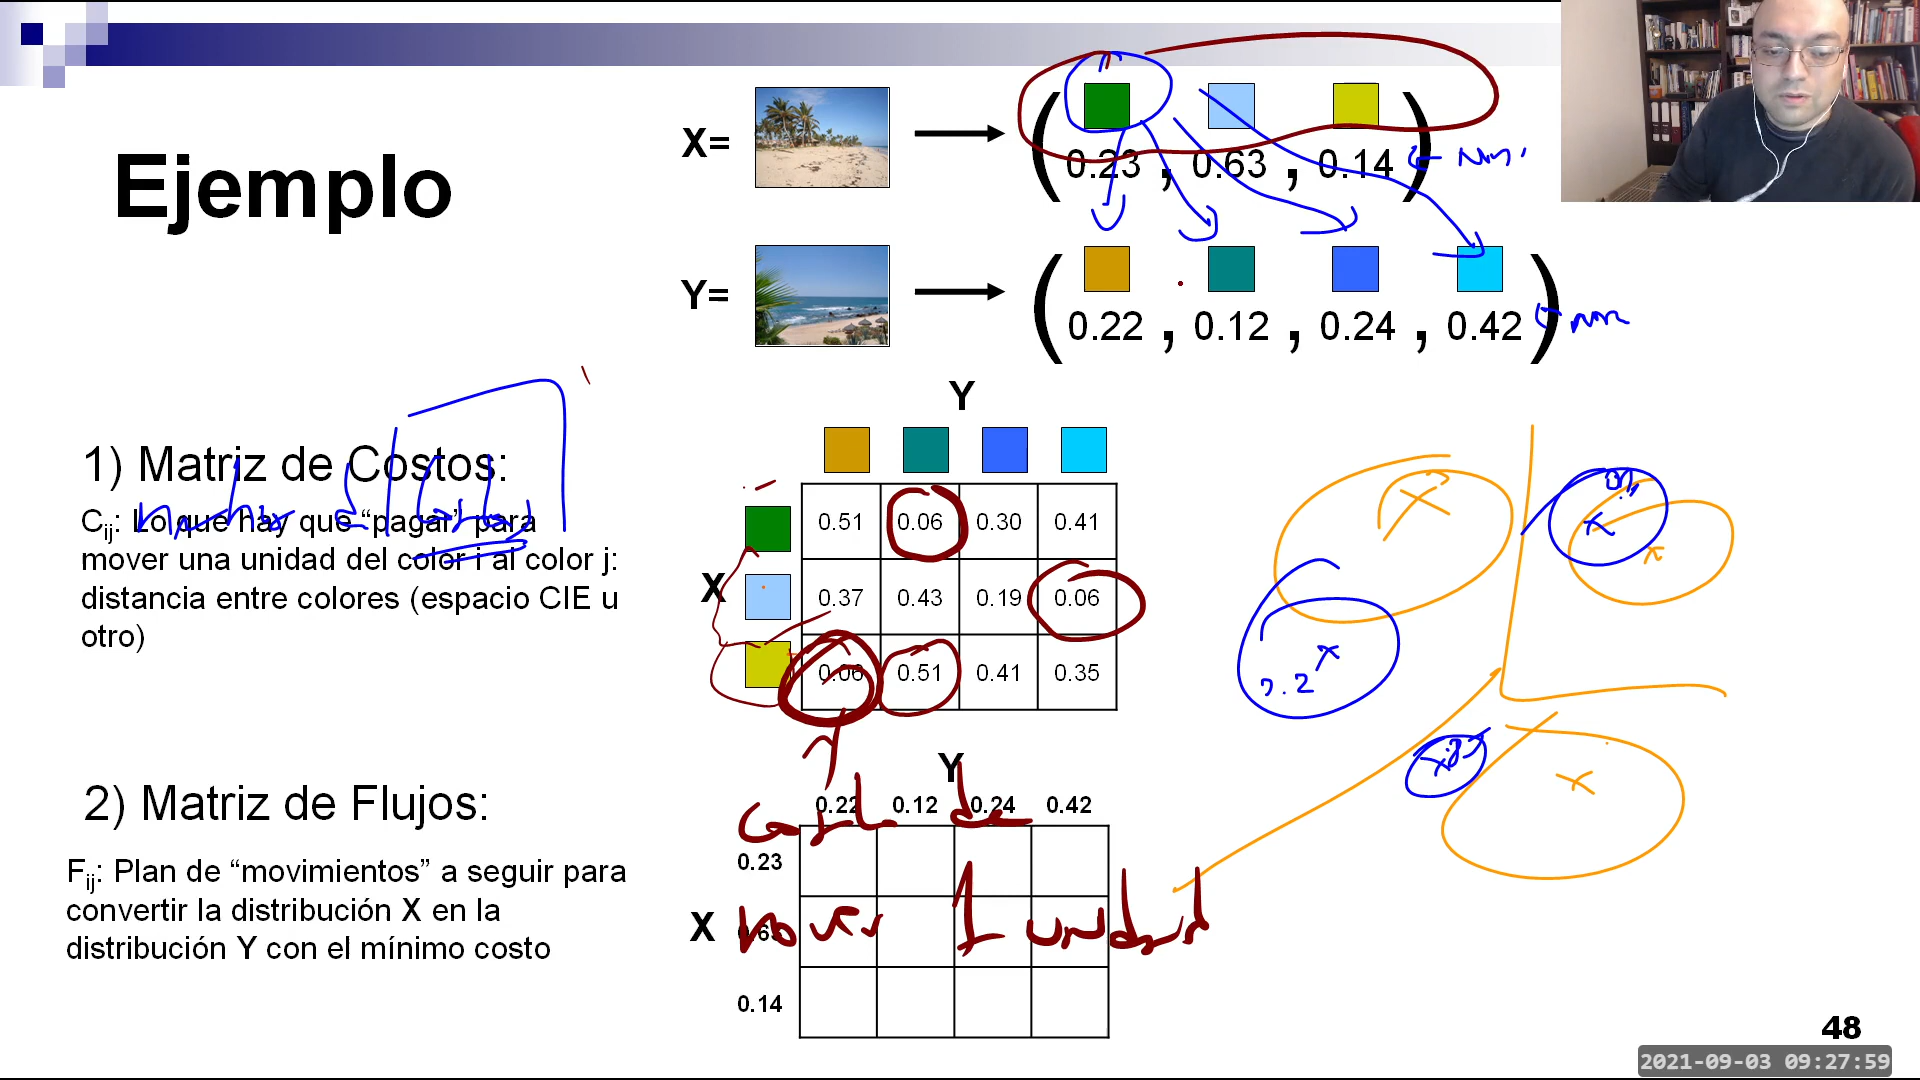 Ejemplo
X=
( 0.23 , 0.63 , 0.14 )
Y=
( 0.22 , 0.12 , 0.24 , 0.42 )
1) Matriz de Costos:
Cij: Lo que hay que “pagar” para
mover una unidad del color i al color j:
distancia entre colores (espacio CIE u
otro)
Y
X
0.51 0.06 0.30 0.41
0.37 0.43 0.19 0.06
0.06 0.51 0.41 0.35
2) Matriz de Flujos:
Fij: Plan de “movimientos” a seguir para
convertir la distribución X en la
distribución Y con el mínimo costo
Y
0.22 0.12 0.24 0.42
X
0.23
0.14
Costo de
mover 1 unidad
48
2021-09-03 09:27:59